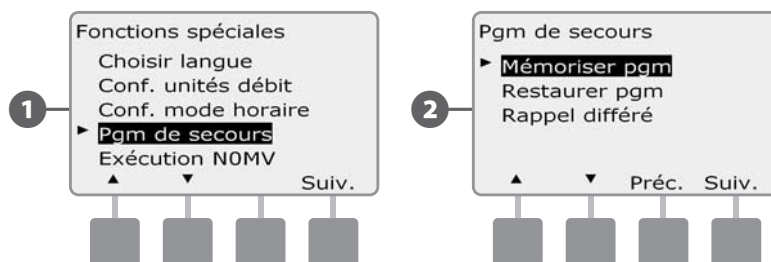 1
Fonctions spéciales
Choisir langue
Conf. unités débit
Conf. mode horaire
Pgm de secours
Exécution N0MV
Suiv.
2
Pgm de secours
Mémoriser pgm
Restaurer pgm
Rappel différé
Préc. Suiv.